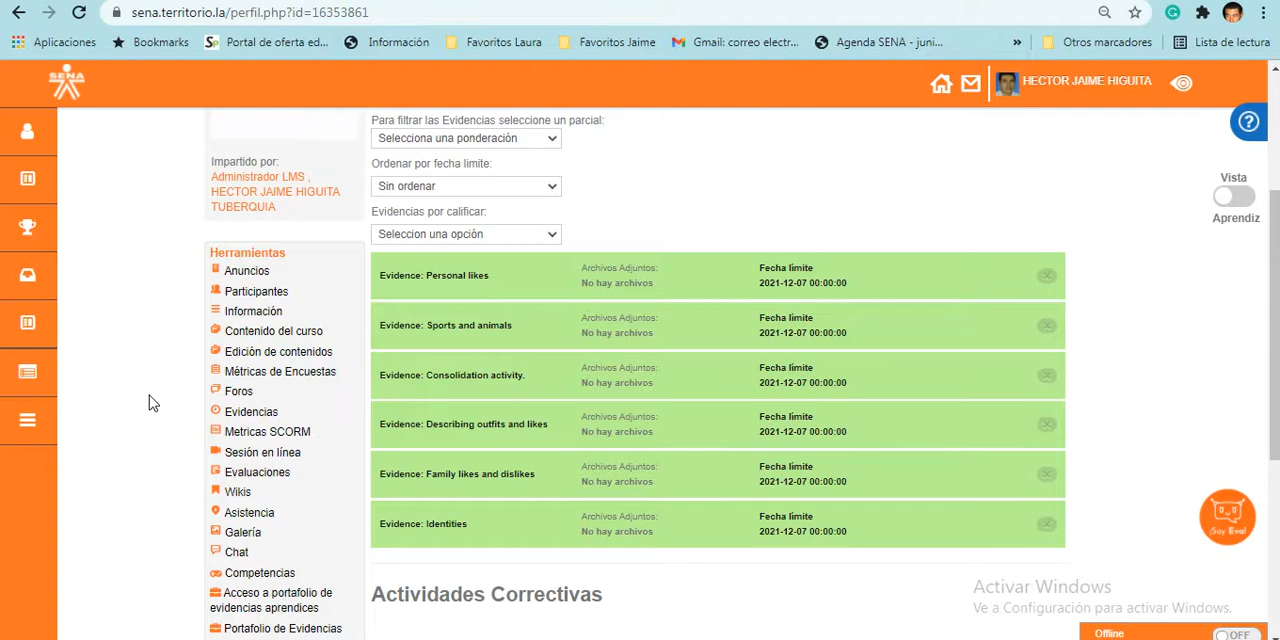 sena.territorio.la/perfil.php?id=16353861
Aplicaciones
Bookmarks
Sp Portal de oferta ed...
Información
Favoritos Laura
Favoritos Jaime
Gmail: correo electr...
Agenda SENA - juni...
»
Otros marcadores
Lista de lectura
SENA
HECTOR JAIME HIGUITA
Para filtrar las Evidencias seleccione un parcial:
Selecciona una ponderación
Impartido por:
Administrador LMS ,
HECTOR JAIME HIGUITA
TUBERQUIA
Ordenar por fecha limite:
Sin ordenar
Evidencias por calificar:
Seleccion una opción
Vista
Aprendiz
Herramientas
Anuncios
Participantes
Información
Contenido del curso
Edición de contenidos
Métricas de Encuestas
Foros
Evidencias
Metricas SCORM
Sesión en línea
Evaluaciones
Wikis
Asistencia
Galería
Chat
Competencias
Acceso a portafolio de
evidencias aprendices
Portafolio de Evidencias
Evidence: Personal likes
Archivos Adjuntos:
No hay archivos
Fecha límite
2021-12-07 00:00:00
Evidence: Sports and animals
Archivos Adjuntos:
No hay archivos
Fecha límite
2021-12-07 00:00:00
Evidence: Consolidation activity.
Archivos Adjuntos:
No hay archivos
Fecha límite
2021-12-07 00:00:00
Evidence: Describing outfits and likes
Archivos Adjuntos:
No hay archivos
Fecha límite
2021-12-07 00:00:00
Evidence: Family likes and dislikes
Archivos Adjuntos:
No hay archivos
Fecha límite
2021-12-07 00:00:00
Evidence: Identities
Archivos Adjuntos:
No hay archivos
Fecha límite
2021-12-07 00:00:00
Actividades Correctivas
¡Soy Eva!
Activar Windows
Ve a Configuración para activar Windows.
Offline
OFF